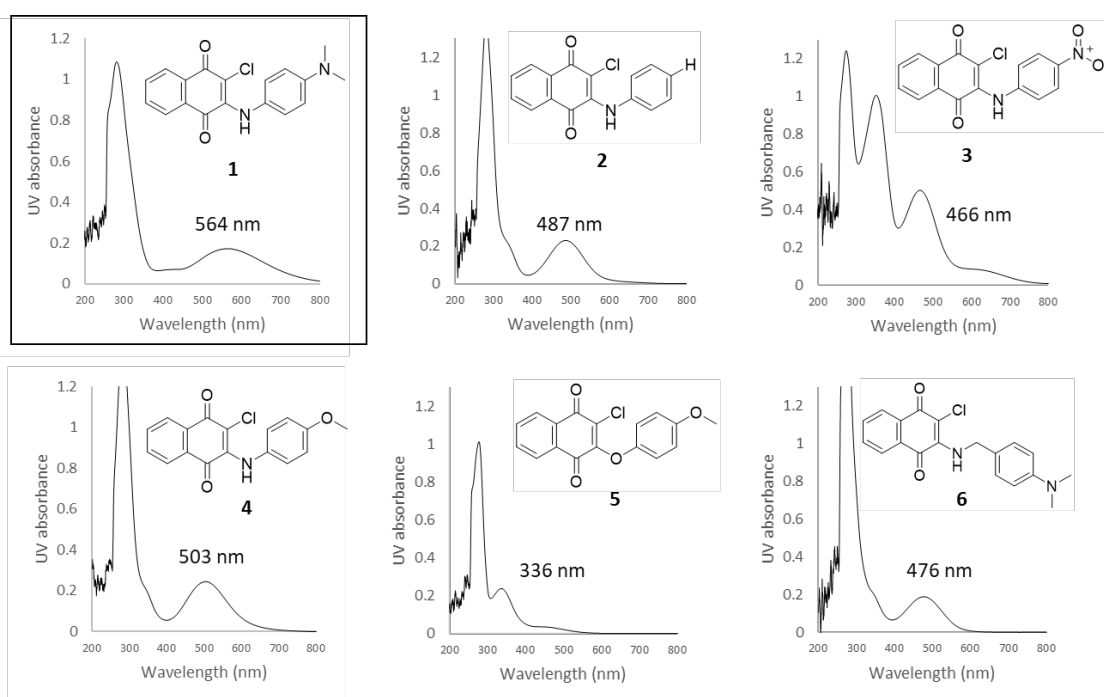 UV absorbance
1.2
1
0.8
0.6
0.4
0.2
0
200 300 400 500 600 700 800
Wavelength (nm)
O
Cl
N
N
H
O
1
564 nm
UV absorbance
1.2
1
0.8
0.6
0.4
0.2
0
200 300 400 500 600 700 800
Wavelength (nm)
O
Cl
H
N
H
O
2
487 nm
UV absorbance
1.2
1
0.8
0.6
0.4
0.2
0
200 300 400 500 600 700 800
Wavelength (nm)
O
Cl
O
N+
O
N
H
O
3
466 nm
UV absorbance
1.2
1
0.8
0.6
0.4
0.2
0
200 300 400 500 600 700 800
Wavelength (nm)
O
Cl
O
N
H
O
4
503 nm
UV absorbance
1.2
1
0.8
0.6
0.4
0.2
0
200 300 400 500 600 700 800
Wavelength (nm)
O
Cl
O
O
O
5
336 nm
UV absorbance
1.2
1
0.8
0.6
0.4
0.2
0
200 300 400 500 600 700 800
Wavelength (nm)
O
Cl
N
H
O
N
6
476 nm